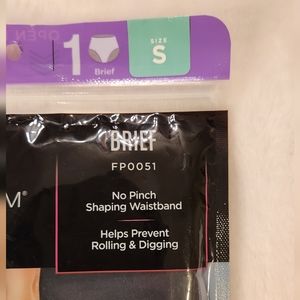 OPEN
1
Brief
SIZE
S
BRIEF
FP0051
No Pinch
Shaping Waistband
M®
Helps Prevent
Rolling & Digging